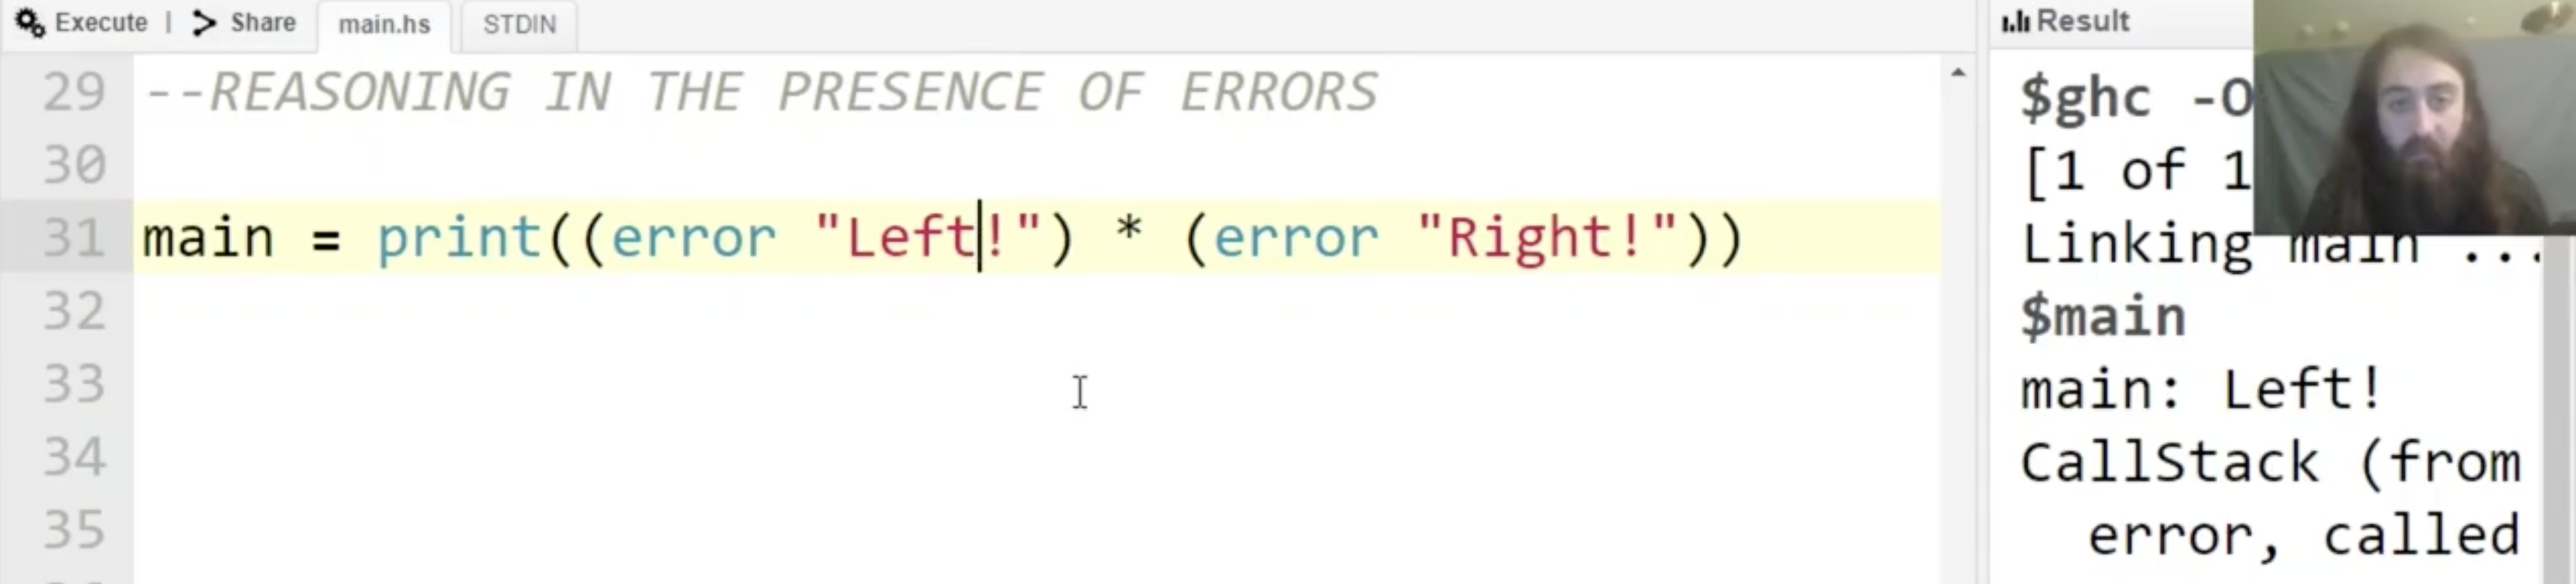 Execute | Share main.hs STDIN
29 --REASONING IN THE PRESENCE OF ERRORS
30
31 main = print((error "Left!") * (error "Right!"))
32
33
34
35
Result
$ghc -O
[1 of 1
Linking main ...
$main
main: Left!
CallStack (from
error, called